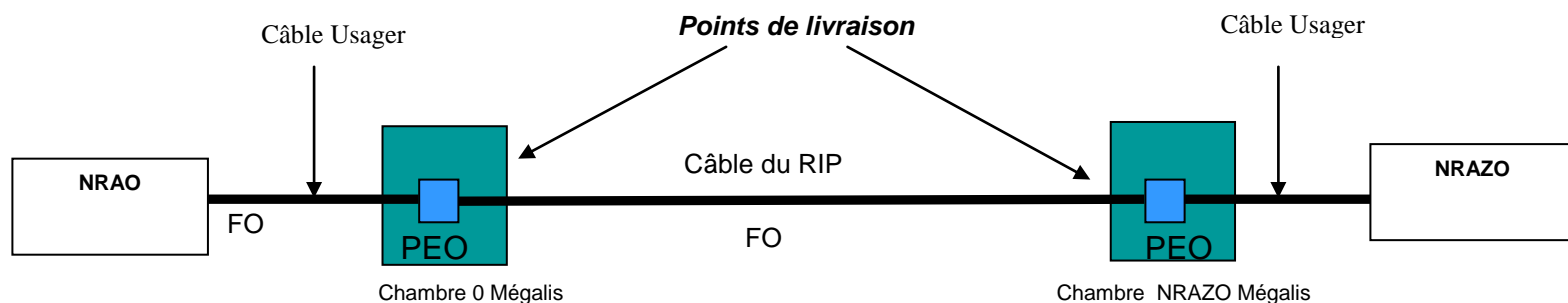 Câble Usager
Points de livraison
Câble Usager
NRAO
Câble du RIP
NRAZO
FO
PEO
FO
PEO
Chambre 0 Mégalis
Chambre NRAZO Mégalis